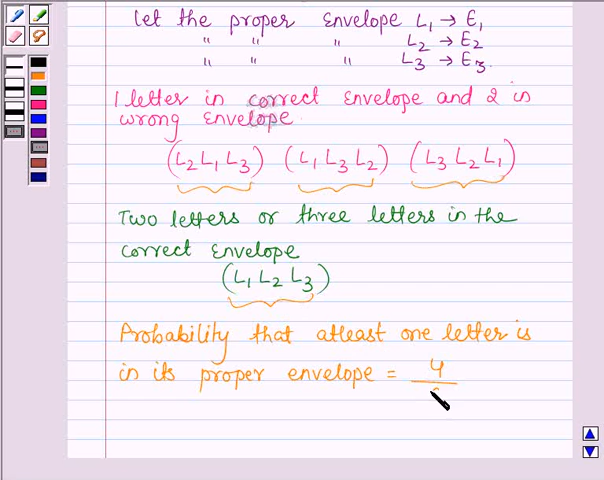 Let the proper Envelope L₁ → E₁
" " " L₂ → E₂
" " " L₃ → E₃.
1 letter in correct Envelope and 2 in
wrong Envelope.
(L₂ L₁ L₃) (L₁ L₃ L₂) (L₃ L₂ L₁)
Two letters or three letters in the
correct Envelope
(L₁ L₂ L₃)
Probability that atleast one letter is
in its proper envelope = 4